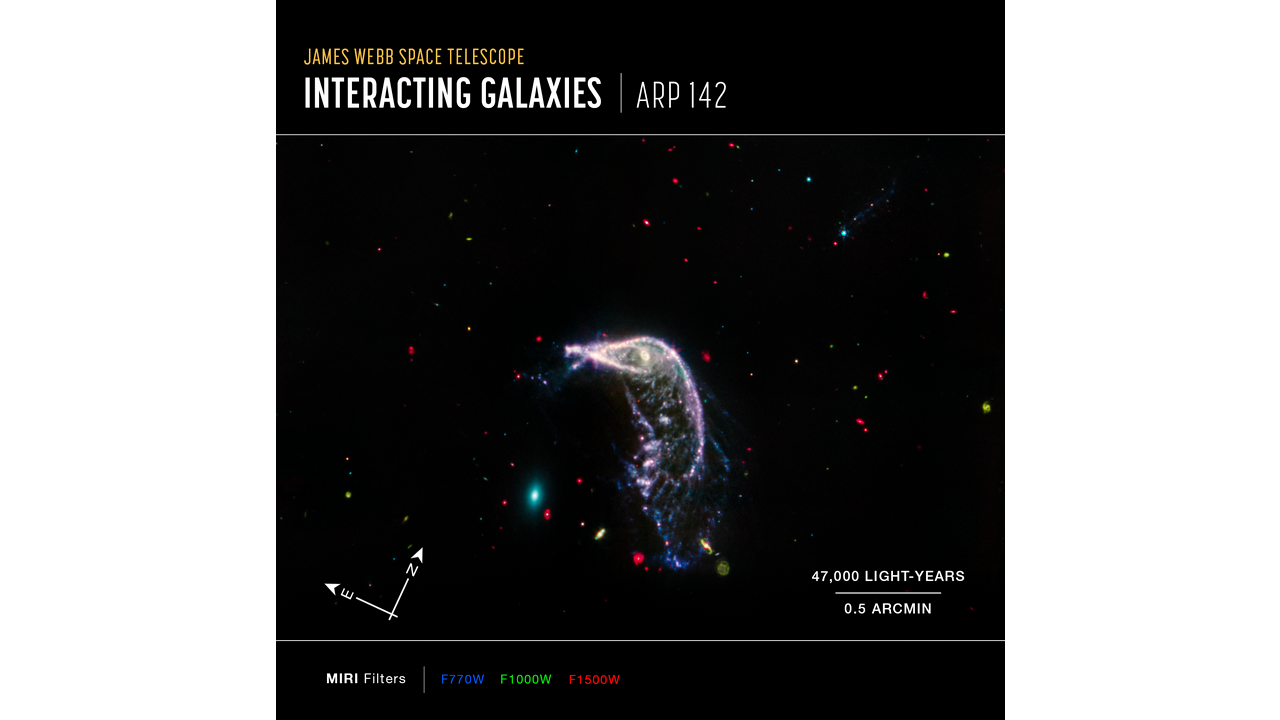 JAMES WEBB SPACE TELESCOPE
INTERACTING GALAXIES | ARP 142
N
E
47,000 LIGHT-YEARS
0.5 ARCMIN
MIRI Filters | F770W F1000W F1500W